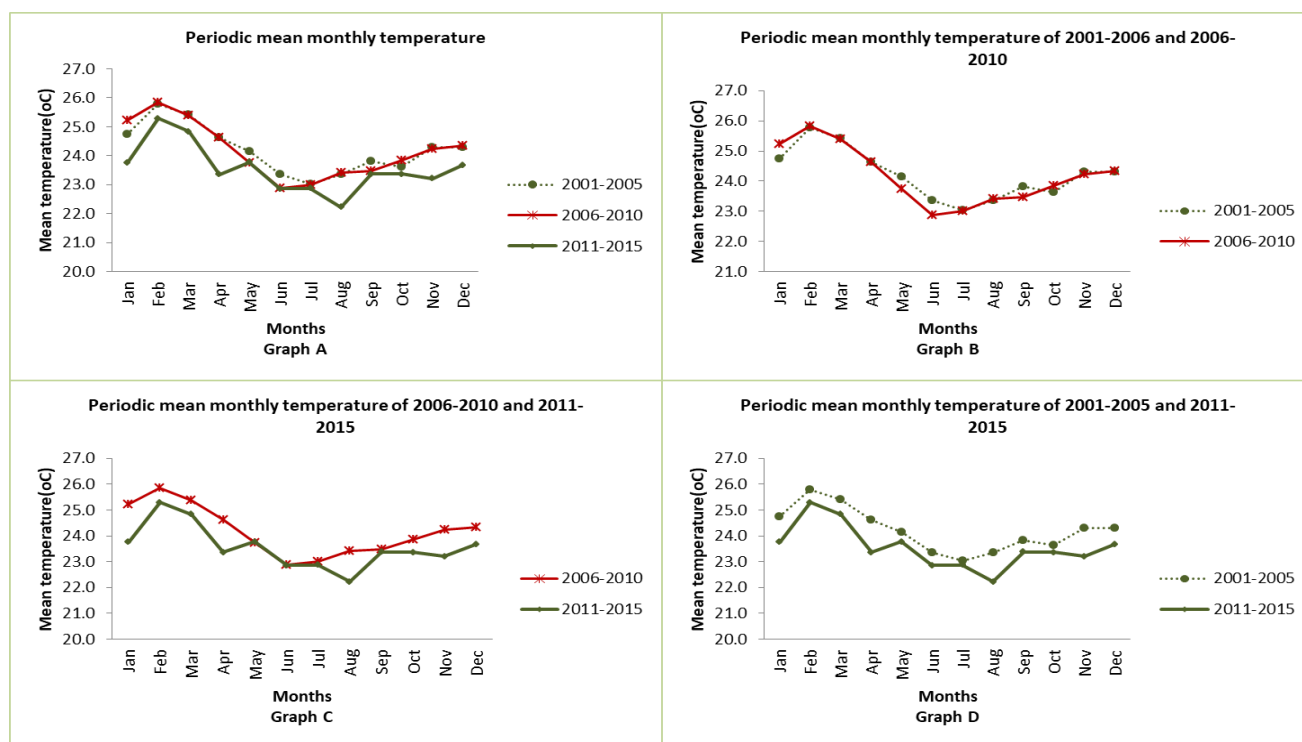 Periodic mean monthly temperature
Mean temperature(oC)
27.0
26.0
25.0
24.0
23.0
22.0
21.0
20.0
Jan
Feb
Mar
Apr
May
Jun
Jul
Aug
Sep
Oct
Nov
Dec
Months
Graph A
2001-2005
2006-2010
2011-2015
Periodic mean monthly temperature of 2001-2006 and 2006-
2010
Mean temperature(oC)
27.0
26.0
25.0
24.0
23.0
22.0
21.0
Jan
Feb
Mar
Apr
May
Jun
Jul
Aug
Sep
Oct
Nov
Dec
Months
Graph B
2001-2005
2006-2010
Periodic mean monthly temperature of 2006-2010 and 2011-
2015
Mean temperature(oC)
27.0
26.0
25.0
24.0
23.0
22.0
21.0
20.0
Jan
Feb
Mar
Apr
May
Jun
Jul
Aug
Sep
Oct
Nov
Dec
Months
Graph C
2006-2010
2011-2015
Periodic mean monthly temperature of 2001-2005 and 2011-
2015
Mean temperature(oC)
27.0
26.0
25.0
24.0
23.0
22.0
21.0
20.0
Jan
Feb
Mar
Apr
May
Jun
Jul
Aug
Sep
Oct
Nov
Dec
Months
Graph D
2001-2005
2011-2015